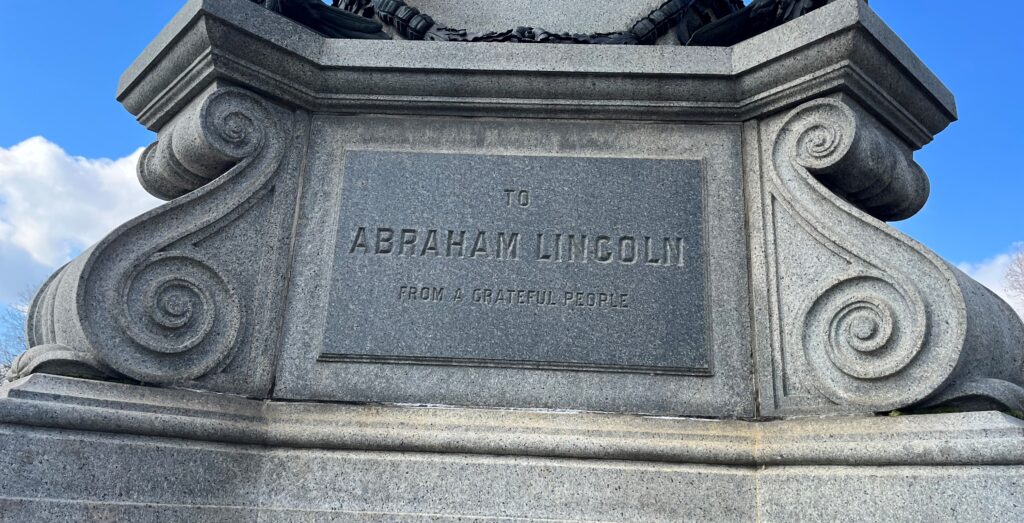 TO
ABRAHAM LINCOLN
FROM A GRATEFUL PEOPLE